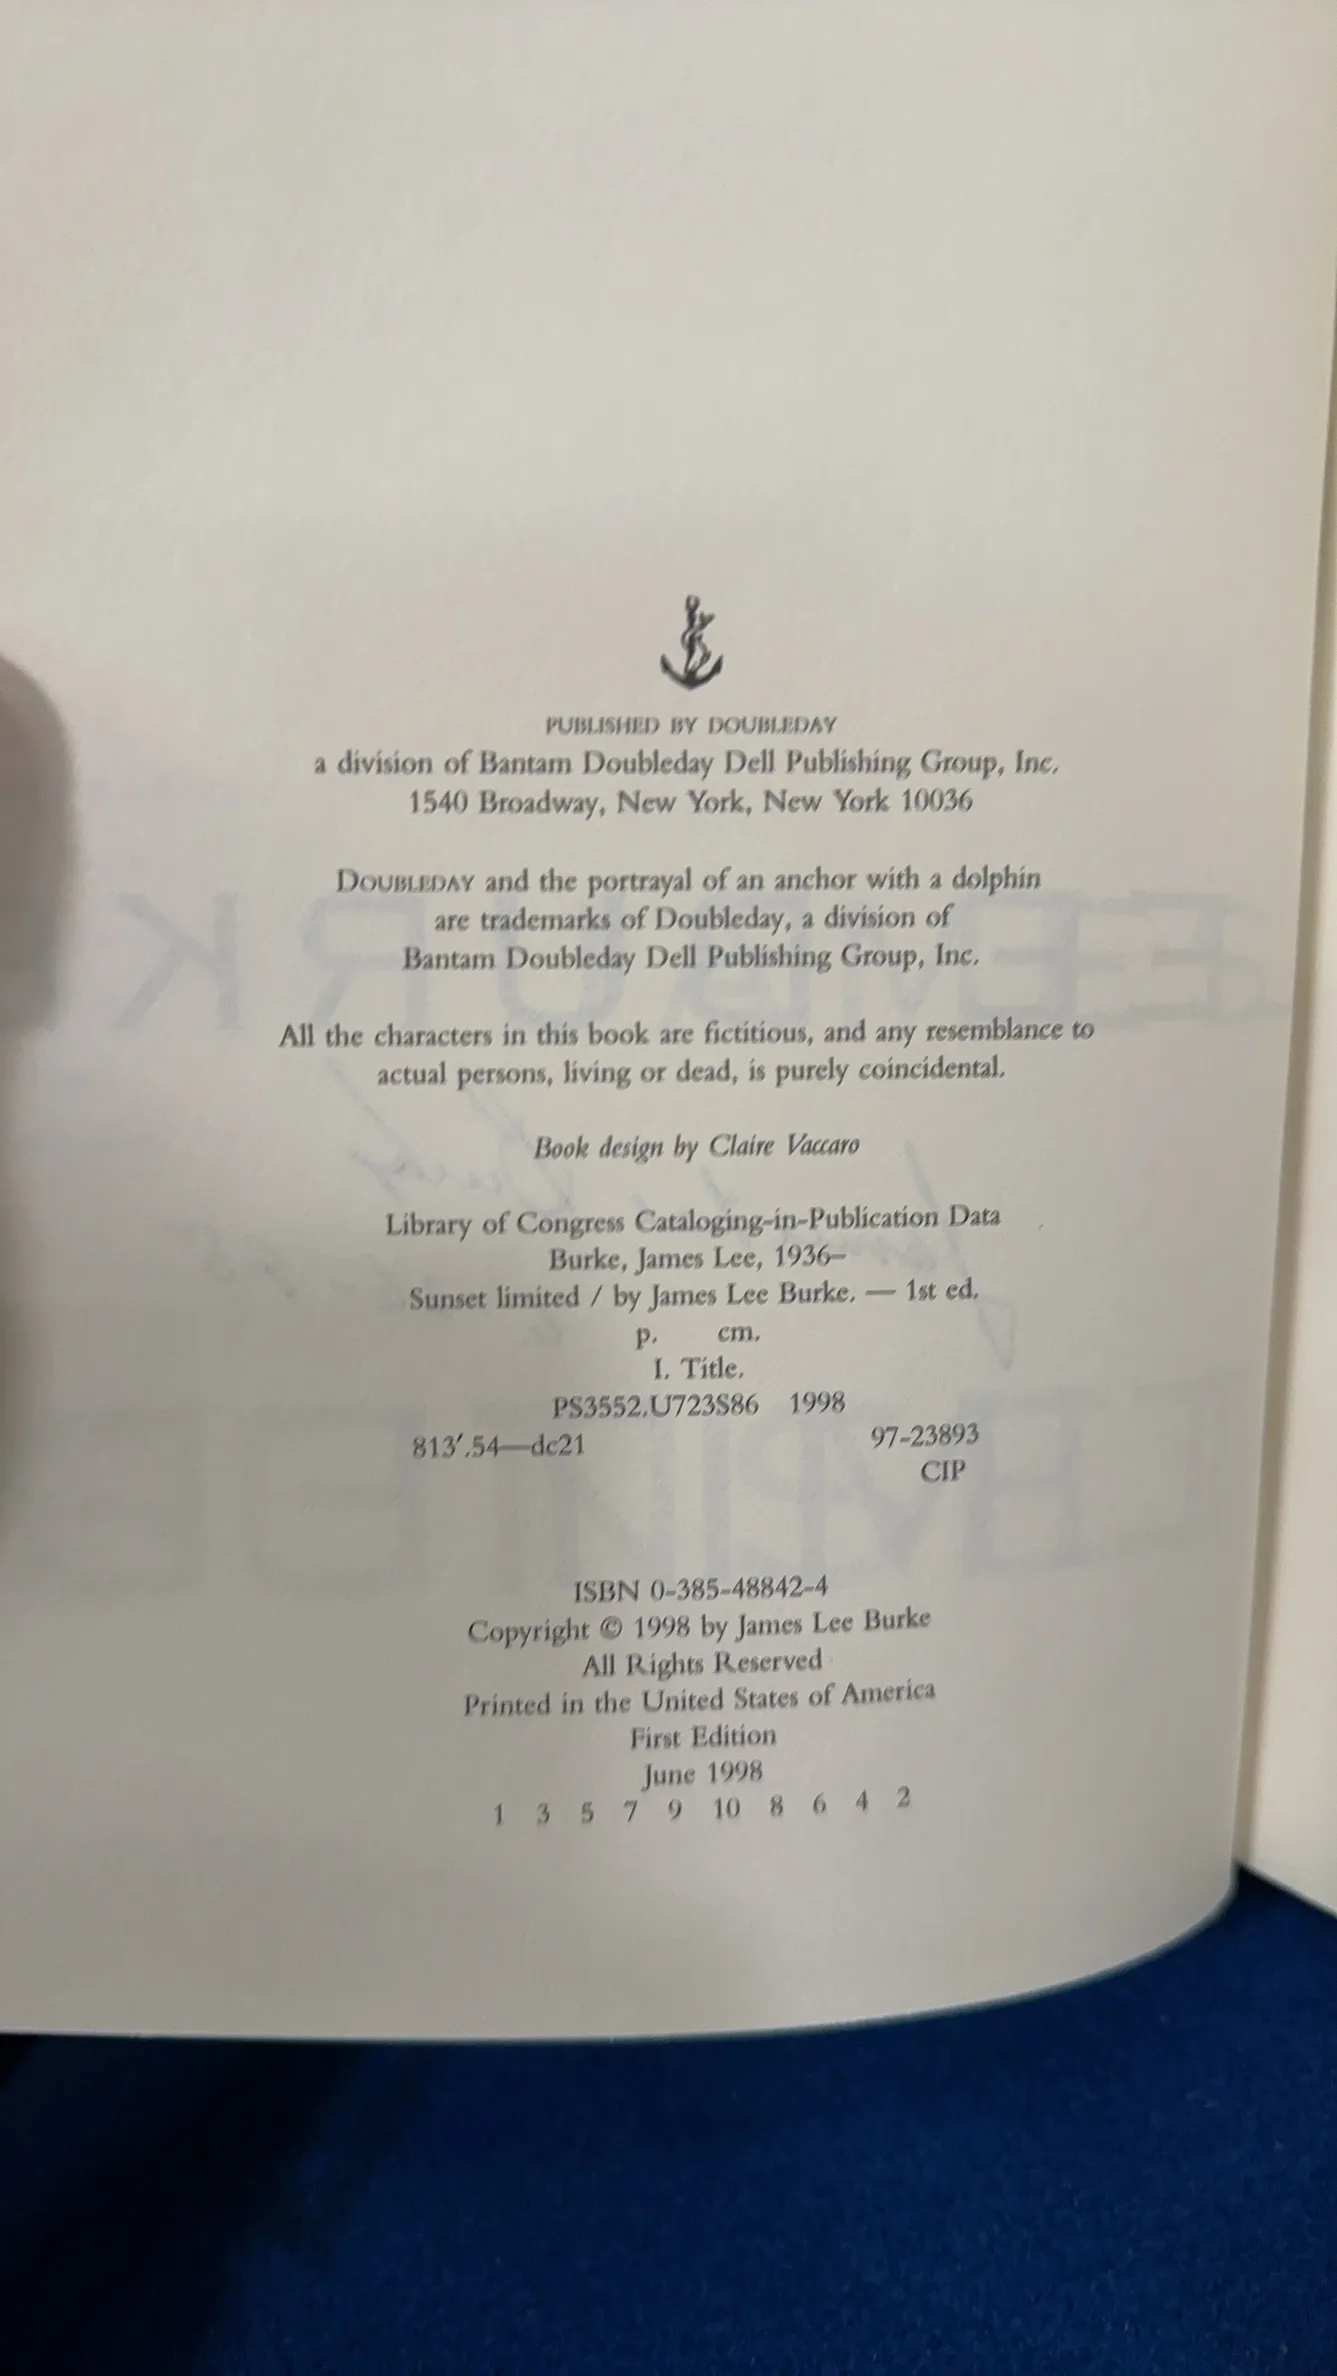 PUBLISHED BY DOUBLEDAY
a division of Bantam Doubleday Dell Publishing Group, Inc.
1540 Broadway, New York, New York 10036
DOUBLEDAY and the portrayal of an anchor with a dolphin
are trademarks of Doubleday, a division of
Bantam Doubleday Dell Publishing Group, Inc.
All the characters in this book are fictitious, and any resemblance to
actual persons, living or dead, is purely coincidental.
Book design by Claire Vaccaro
Library of Congress Cataloging-in-Publication Data
Burke, James Lee, 1936–
Sunset limited / by James Lee Burke. — 1st ed.
p. cm.
I. Title.
PS3552.U723S86 1998
813′.54—dc21 97-23893
CIP
ISBN 0-385-48842-4
Copyright © 1998 by James Lee Burke
All Rights Reserved
Printed in the United States of America
First Edition
June 1998
1 3 5 7 9 10 8 6 4 2